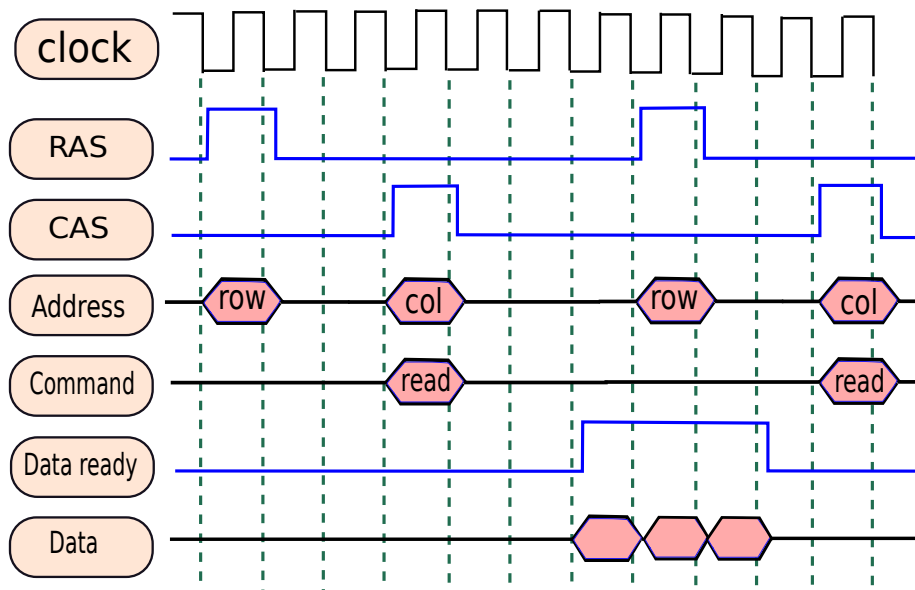 clock
RAS
CAS
Address row col row col
Command read read
Data ready
Data